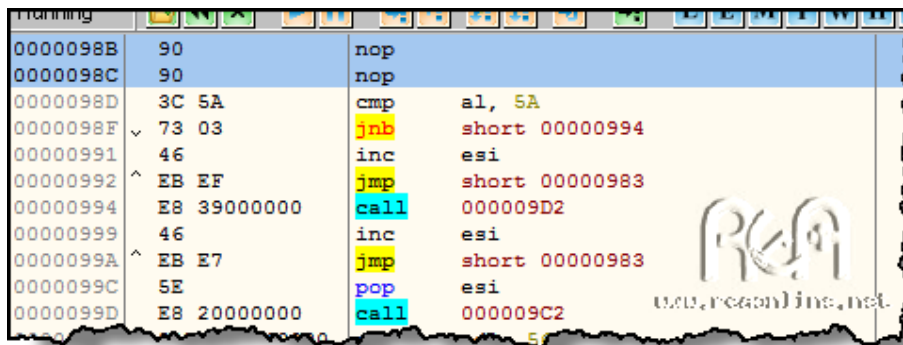 Running
L E M T W H
0000098B 90 nop
0000098C 90 nop
0000098D 3C 5A cmp al, 5A
0000098F ⌄ 73 03 jnb short 00000994
00000991 46 inc esi
00000992 ^ EB EF jmp short 00000983
00000994 E8 39000000 call 000009D2
00000999 46 inc esi
0000099A ^ EB E7 jmp short 00000983
0000099C 5E pop esi
0000099D E8 20000000 call 000009C2
REA
www.reaonline.net